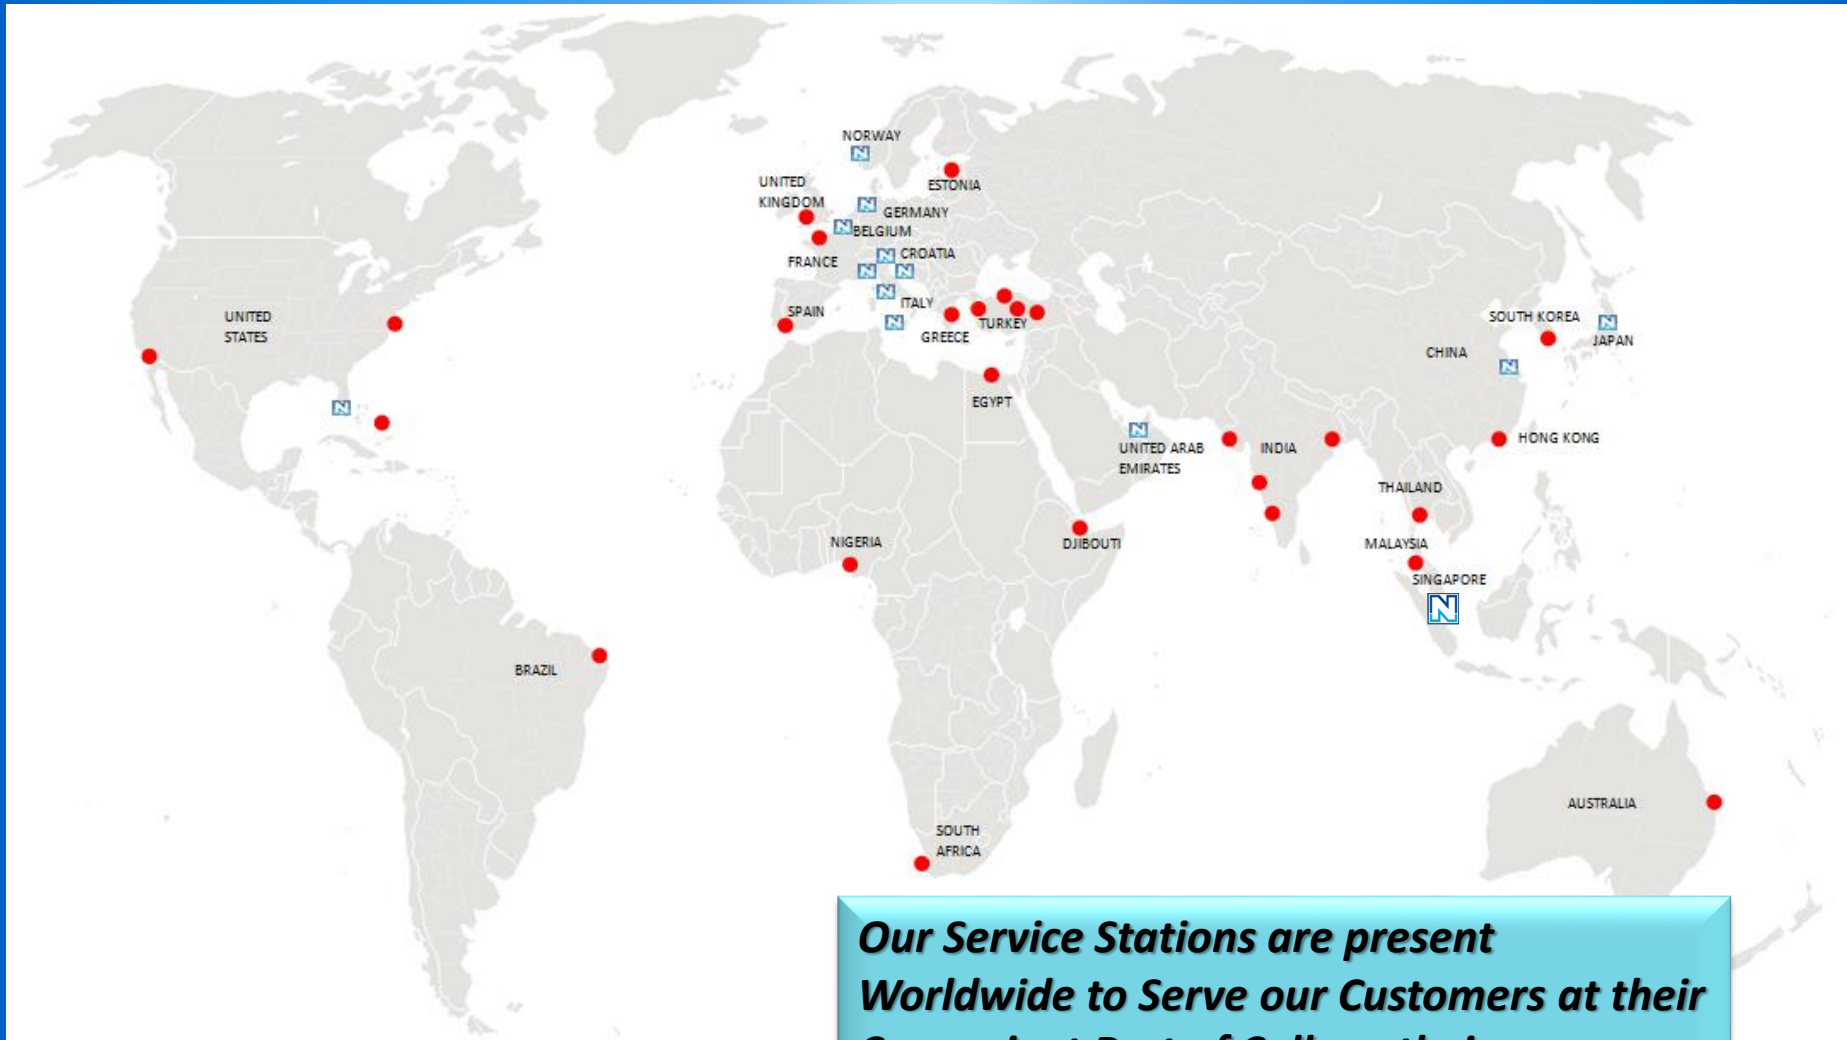 NORWAY
ESTONIA
UNITED
KINGDOM
GERMANY
BELGIUM
FRANCE
CROATIA
SPAIN
ITALY
GREECE
TURKEY
UNITED
STATES
SOUTH KOREA
JAPAN
CHINA
EGYPT
UNITED ARAB
EMIRATES
INDIA
HONG KONG
THAILAND
NIGERIA
DJIBOUTI
MALAYSIA
SINGAPORE
BRAZIL
AUSTRALIA
SOUTH
AFRICA
Our Service Stations are present
Worldwide to Serve our Customers at their